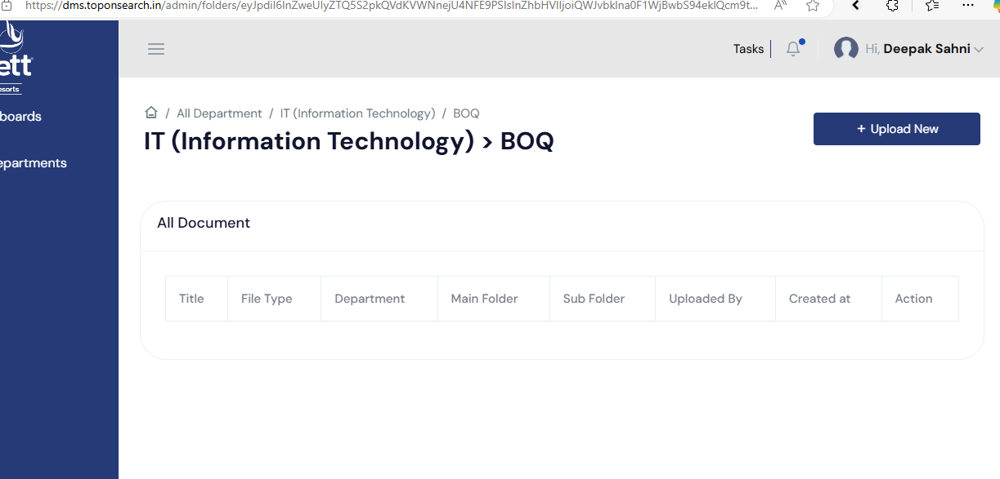 https://dms.toponsearch.in/admin/folders/eyJpdiI6InZweUIyZTQ5S2pkQVdKVWNnejU4NFE9PSIsInZhbHVlIjoiQWJvbklna0F1WjBwbS94eklQcm9t...
ett
esorts
boards
epartments
Tasks
Hi, Deepak Sahni
/ All Department / IT (Information Technology) / BOQ
IT (Information Technology) > BOQ
+ Upload New
All Document
Title File Type Department Main Folder Sub Folder Uploaded By Created at Action